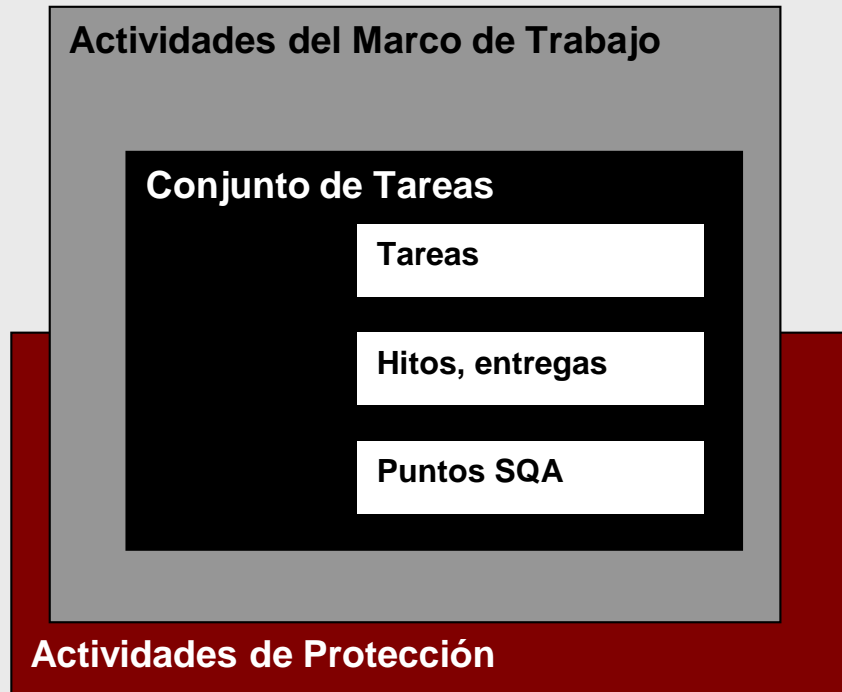 Actividades del Marco de Trabajo
Conjunto de Tareas
Tareas
Hitos, entregas
Puntos SQA
Actividades de Protección